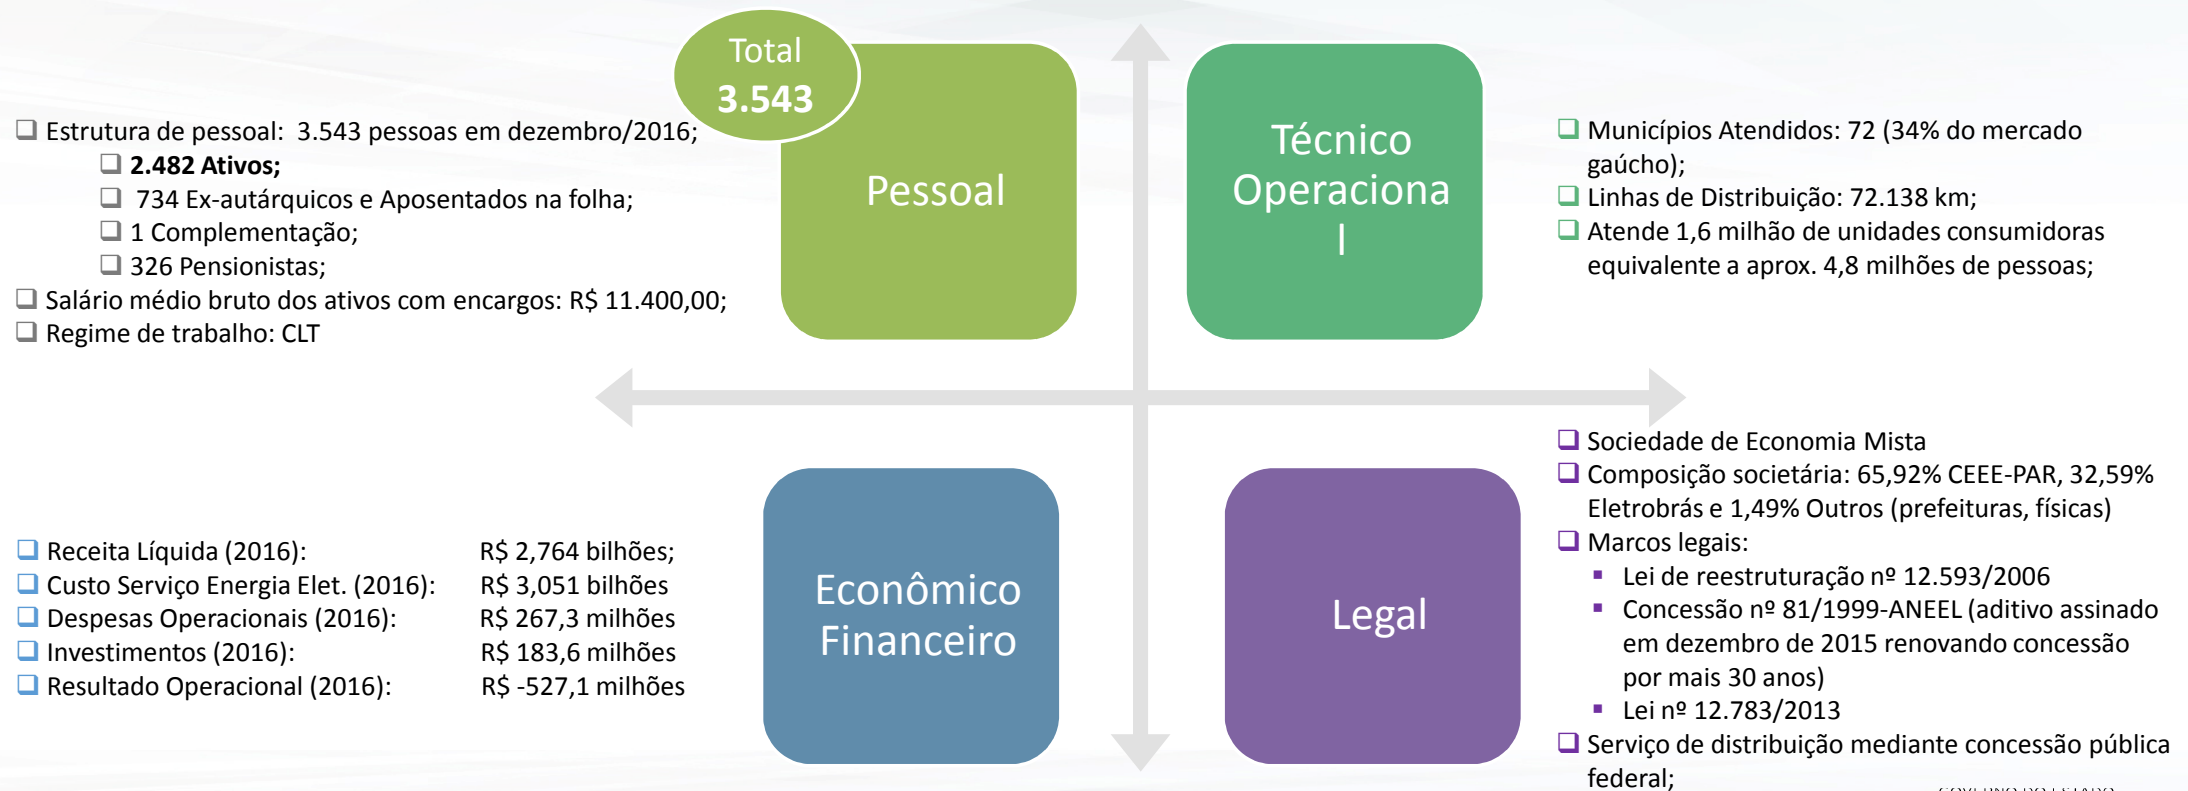 Total
3.543
Pessoal
❑ Estrutura de pessoal: 3.543 pessoas em dezembro/2016;
❑ 2.482 Ativos;
❑ 734 Ex-autárquicos e Aposentados na folha;
❑ 1 Complementação;
❑ 326 Pensionistas;
❑ Salário médio bruto dos ativos com encargos: R$ 11.400,00;
❑ Regime de trabalho: CLT
Técnico
Operaciona
l
❑ Municípios Atendidos: 72 (34% do mercado
gaúcho);
❑ Linhas de Distribuição: 72.138 km;
❑ Atende 1,6 milhão de unidades consumidoras
equivalente a aprox. 4,8 milhões de pessoas;
❑ Receita Líquida (2016): R$ 2,764 bilhões;
❑ Custo Serviço Energia Elet. (2016): R$ 3,051 bilhões
❑ Despesas Operacionais (2016): R$ 267,3 milhões
❑ Investimentos (2016): R$ 183,6 milhões
❑ Resultado Operacional (2016): R$ -527,1 milhões
Econômico
Financeiro
Legal
❑ Sociedade de Economia Mista
❑ Composição societária: 65,92% CEEE-PAR, 32,59%
Eletrobrás e 1,49% Outros (prefeituras, físicas)
❑ Marcos legais:
▪ Lei de reestruturação nº 12.593/2006
▪ Concessão nº 81/1999-ANEEL (aditivo assinado
em dezembro de 2015 renovando concessão
por mais 30 anos)
▪ Lei nº 12.783/2013
❑ Serviço de distribuição mediante concessão pública
federal;